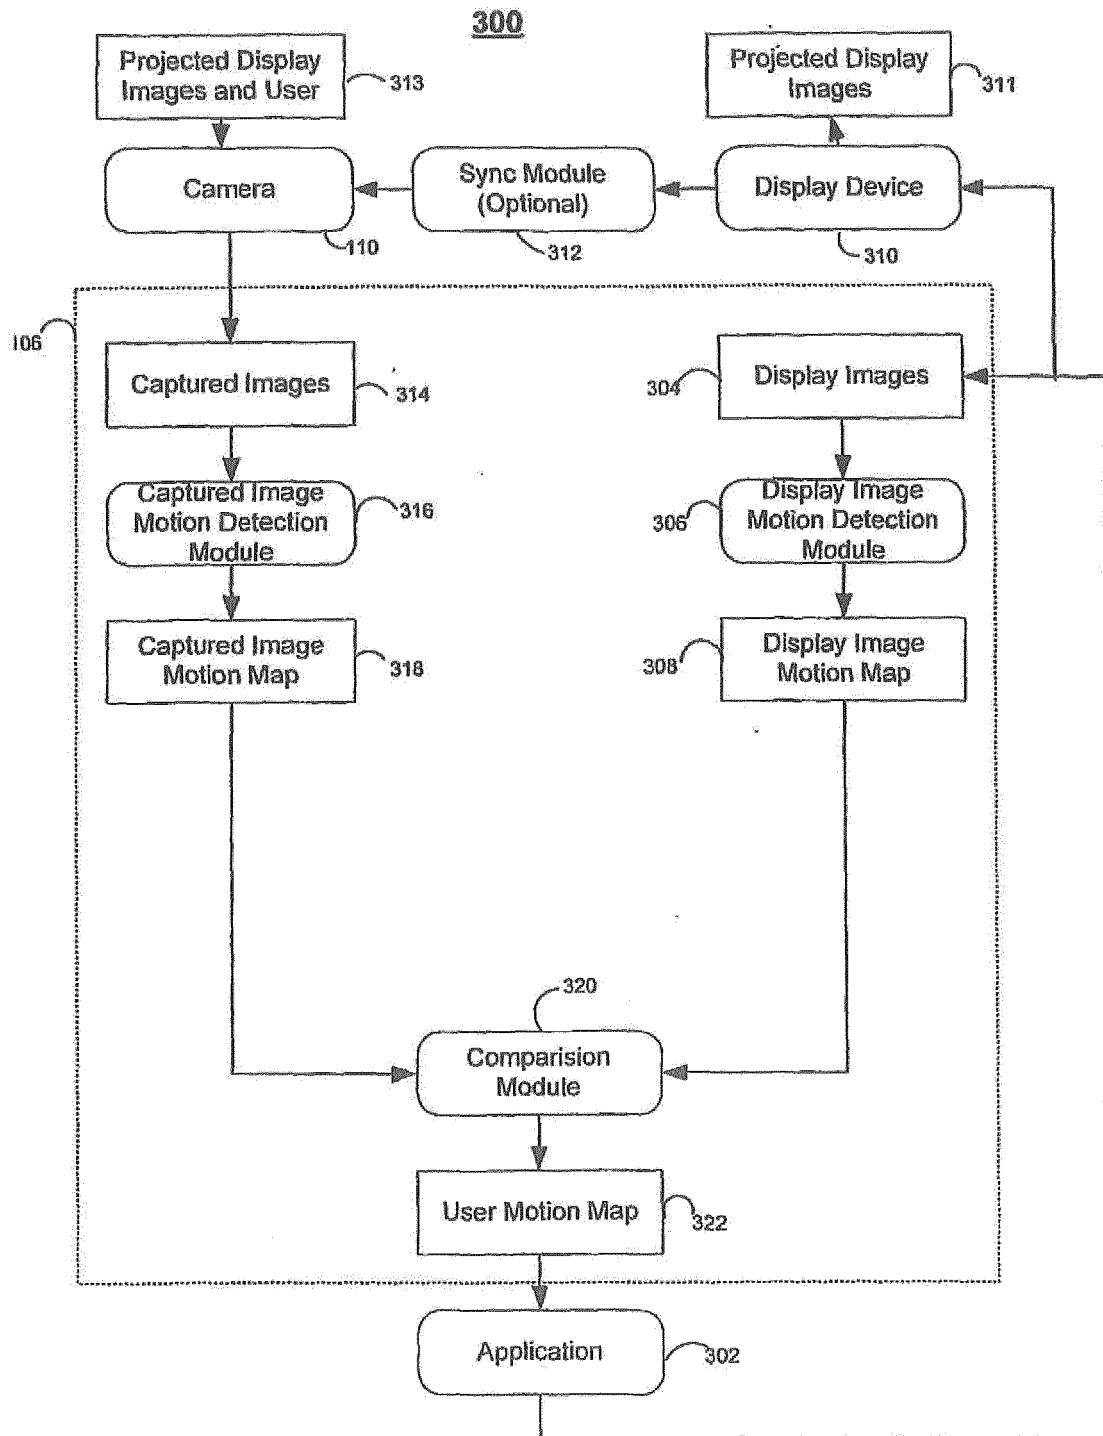 300
Projected Display
Images and User
313
Projected Display
Images
311
Camera
110
Sync Module
(Optional)
312
Display Device
310
106
Captured Images
314
304
Display Images
Captured Image
Motion Detection
Module
316
306
Display Image
Motion Detection
Module
Captured Image
Motion Map
318
308
Display Image
Motion Map
320
Comparision
Module
User Motion Map
322
Application
302